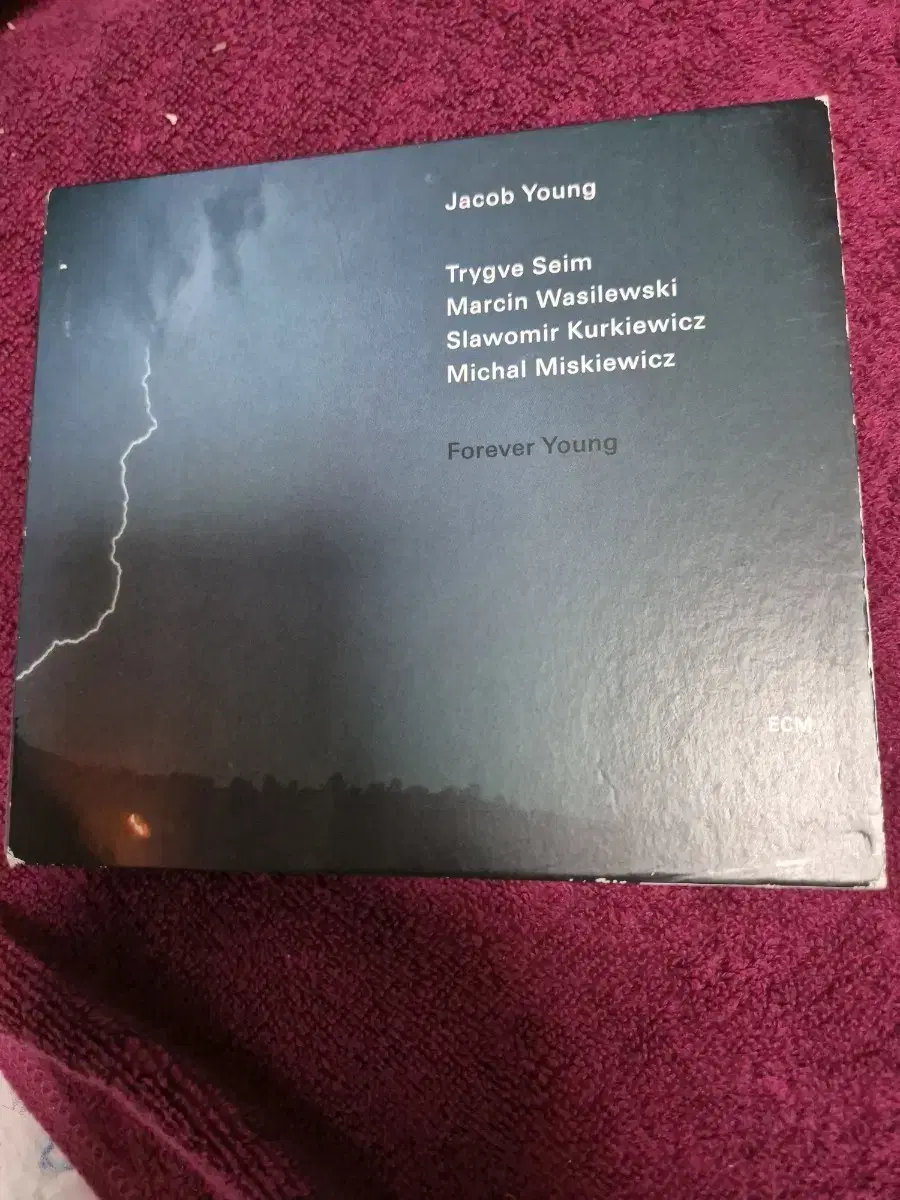 Jacob Young
Trygve Seim
Marcin Wasilewski
Slawomir Kurkiewicz
Michal Miskiewicz
Forever Young
ECM